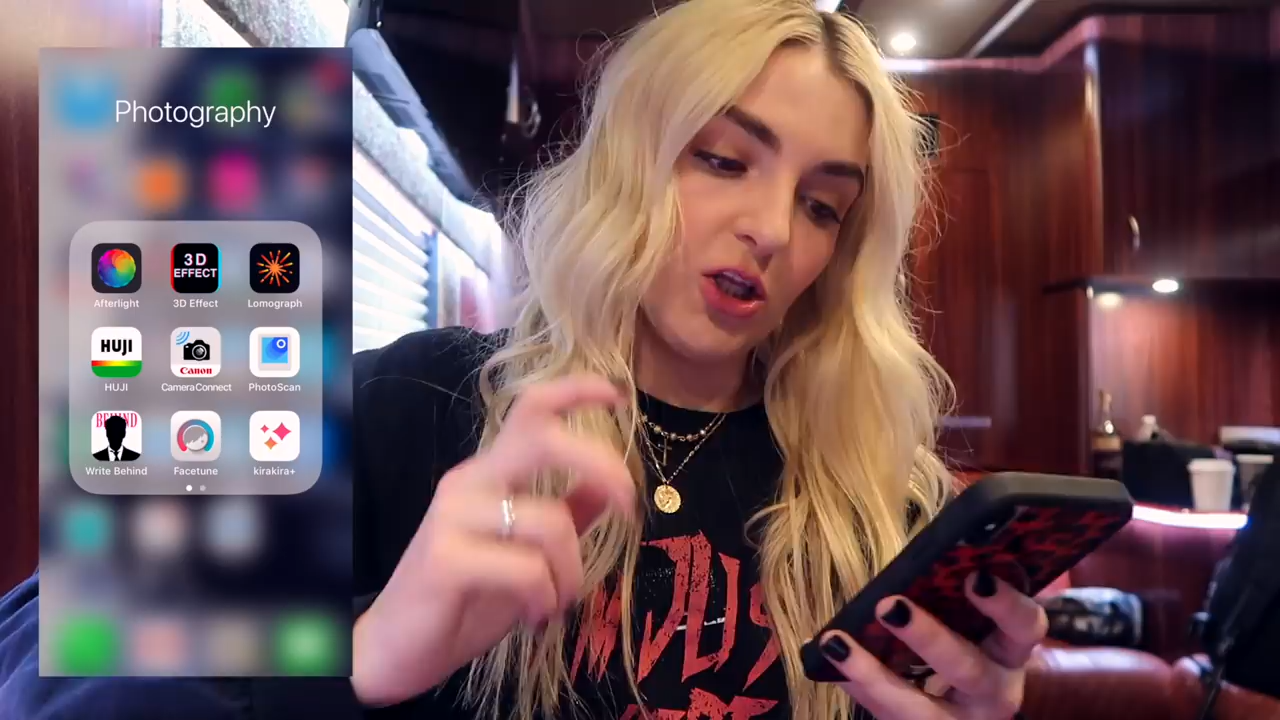 Photography
3D
EFFECT
Afterlight
3D Effect
Lomograph
HUJI
Canon
HUJI
CameraConnect
PhotoScan
BEHIND
Write Behind
Facetune
kirakira+